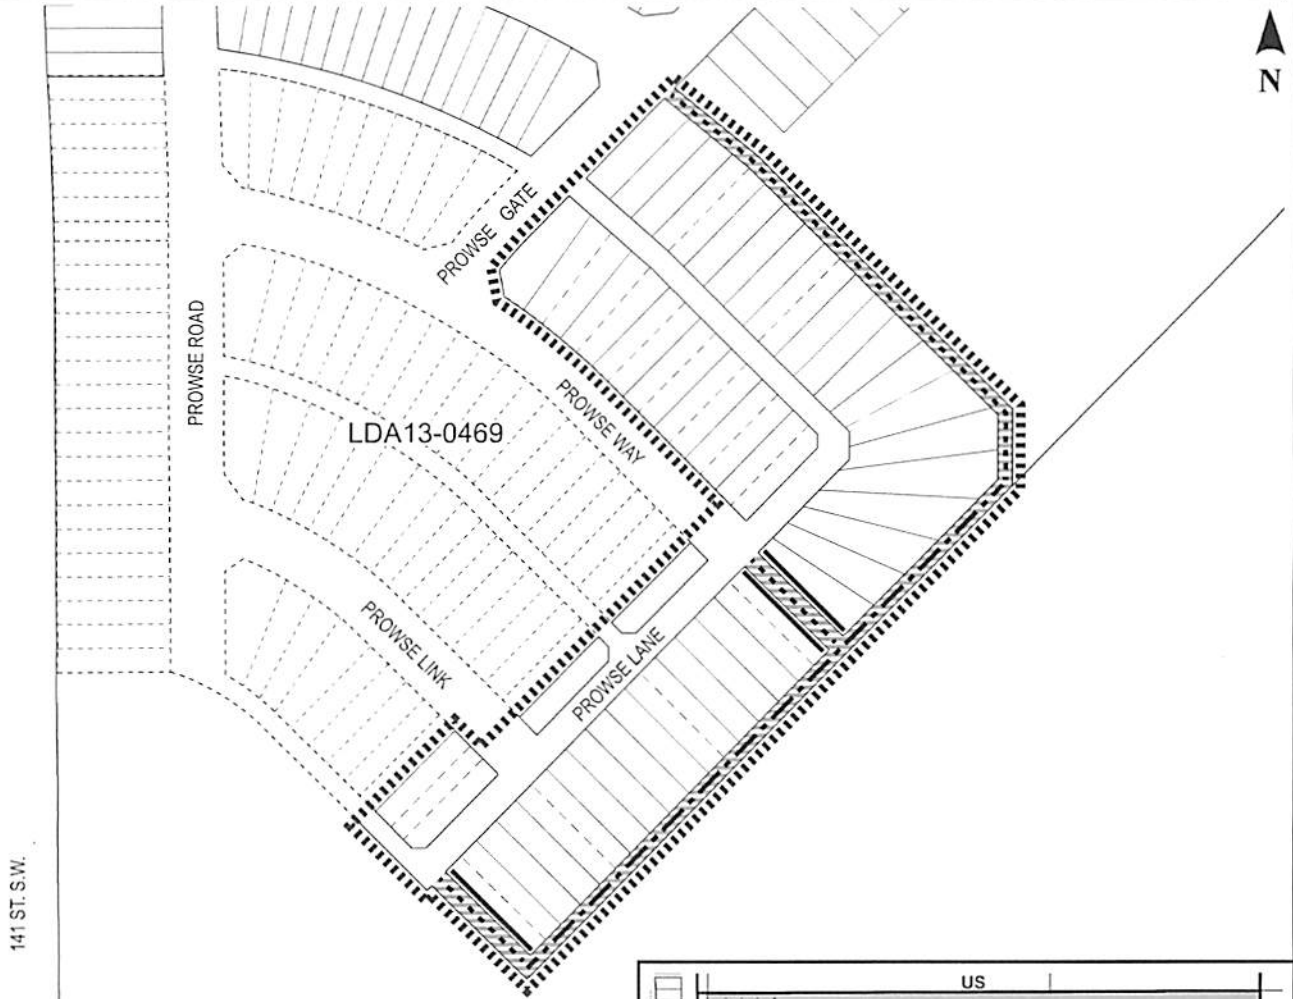 N
PROWSE GATE
PROWSE ROAD
PROWSE WAY
LDA13-0469
PROWSE LINK
PROWSE LANE
141 ST. S.W.
US